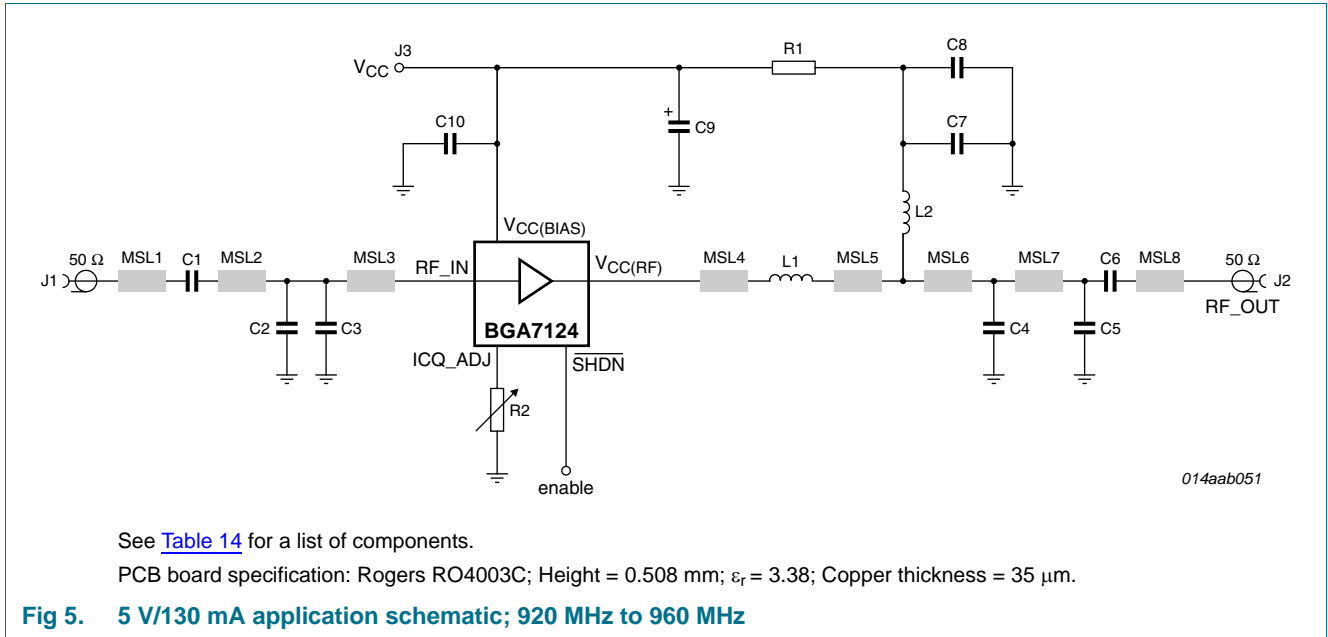 J3
V_CC
R1
C8
C10
C9
C7
L2
V_CC(BIAS)
J1
50 Ω
MSL1
C1
MSL2
MSL3
RF_IN
V_CC(RF)
MSL4
L1
MSL5
MSL6
MSL7
C6
MSL8
50 Ω
J2
RF_OUT
C2
C3
BGA7124
C4
C5
ICQ_ADJ
SHDN
R2
+
enable
014aab051
See Table 14 for a list of components.
PCB board specification: Rogers RO4003C; Height = 0.508 mm; εr = 3.38; Copper thickness = 35 μm.
Fig 5. 5 V/130 mA application schematic; 920 MHz to 960 MHz